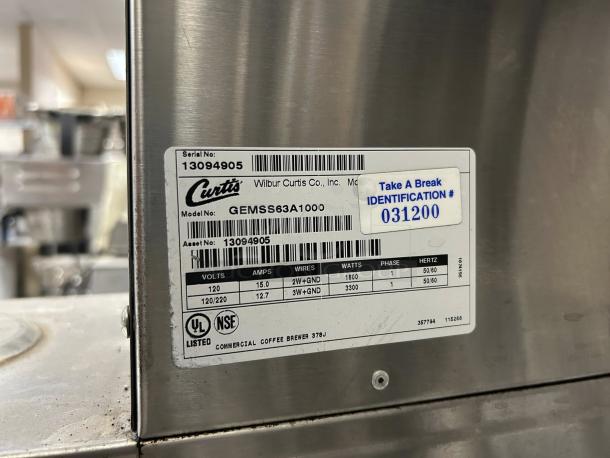 Serial No:
13094905
Curtis
Wilbur Curtis Co., Inc.
Take A Break
IDENTIFICATION #
031200
Model No: GEMSS63A1000
Asset No: 13094905
VOLTS AMPS WIRES WATTS PHASE HERTZ
120 15.0 2W+GND 1800 1 50/60
120/220 12.7 3W+GND 3300 1 50/60
UL NSF
LISTED COMMERCIAL COFFEE BREWER 378J